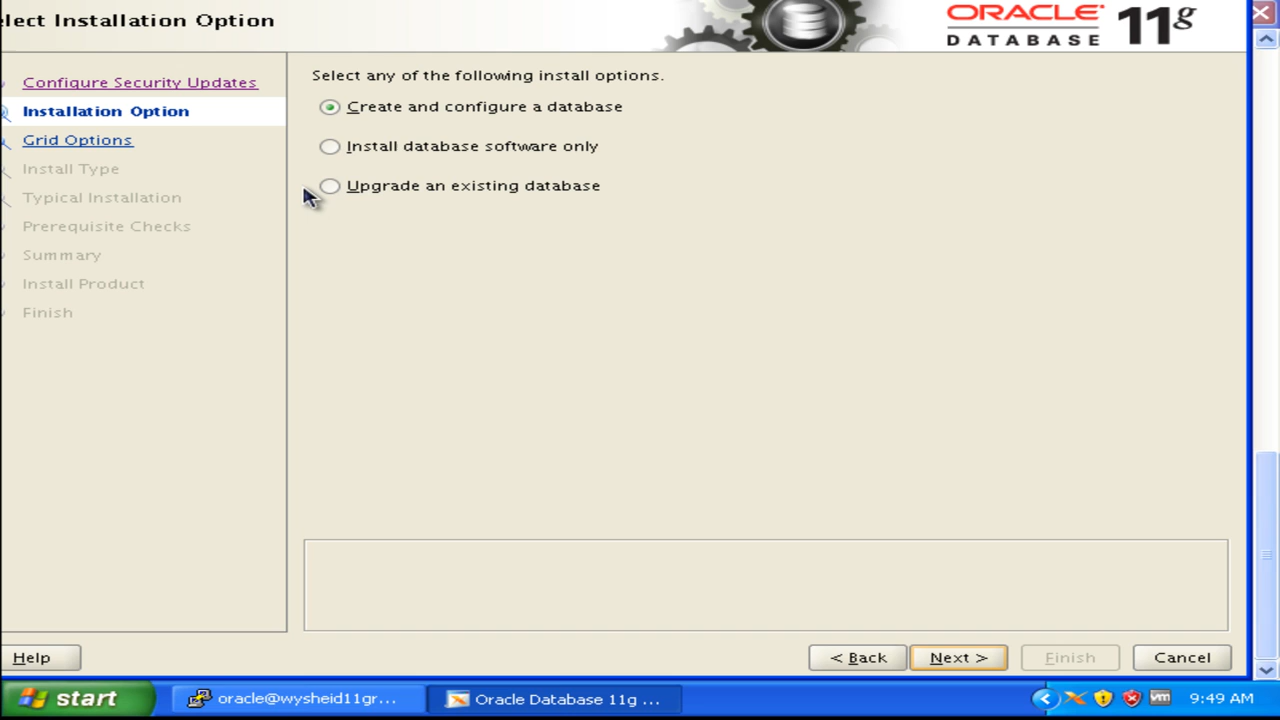 elect Installation Option
ORACLE
DATABASE 11g
Configure Security Updates
Installation Option
Grid Options
Install Type
Typical Installation
Prerequisite Checks
Summary
Install Product
Finish
Select any of the following install options.
Create and configure a database
Install database software only
Upgrade an existing database
Help
< Back
Next >
Finish
Cancel
start
oracle@wysheid11gr...
Oracle Database 11g ...
vm
9:49 AM